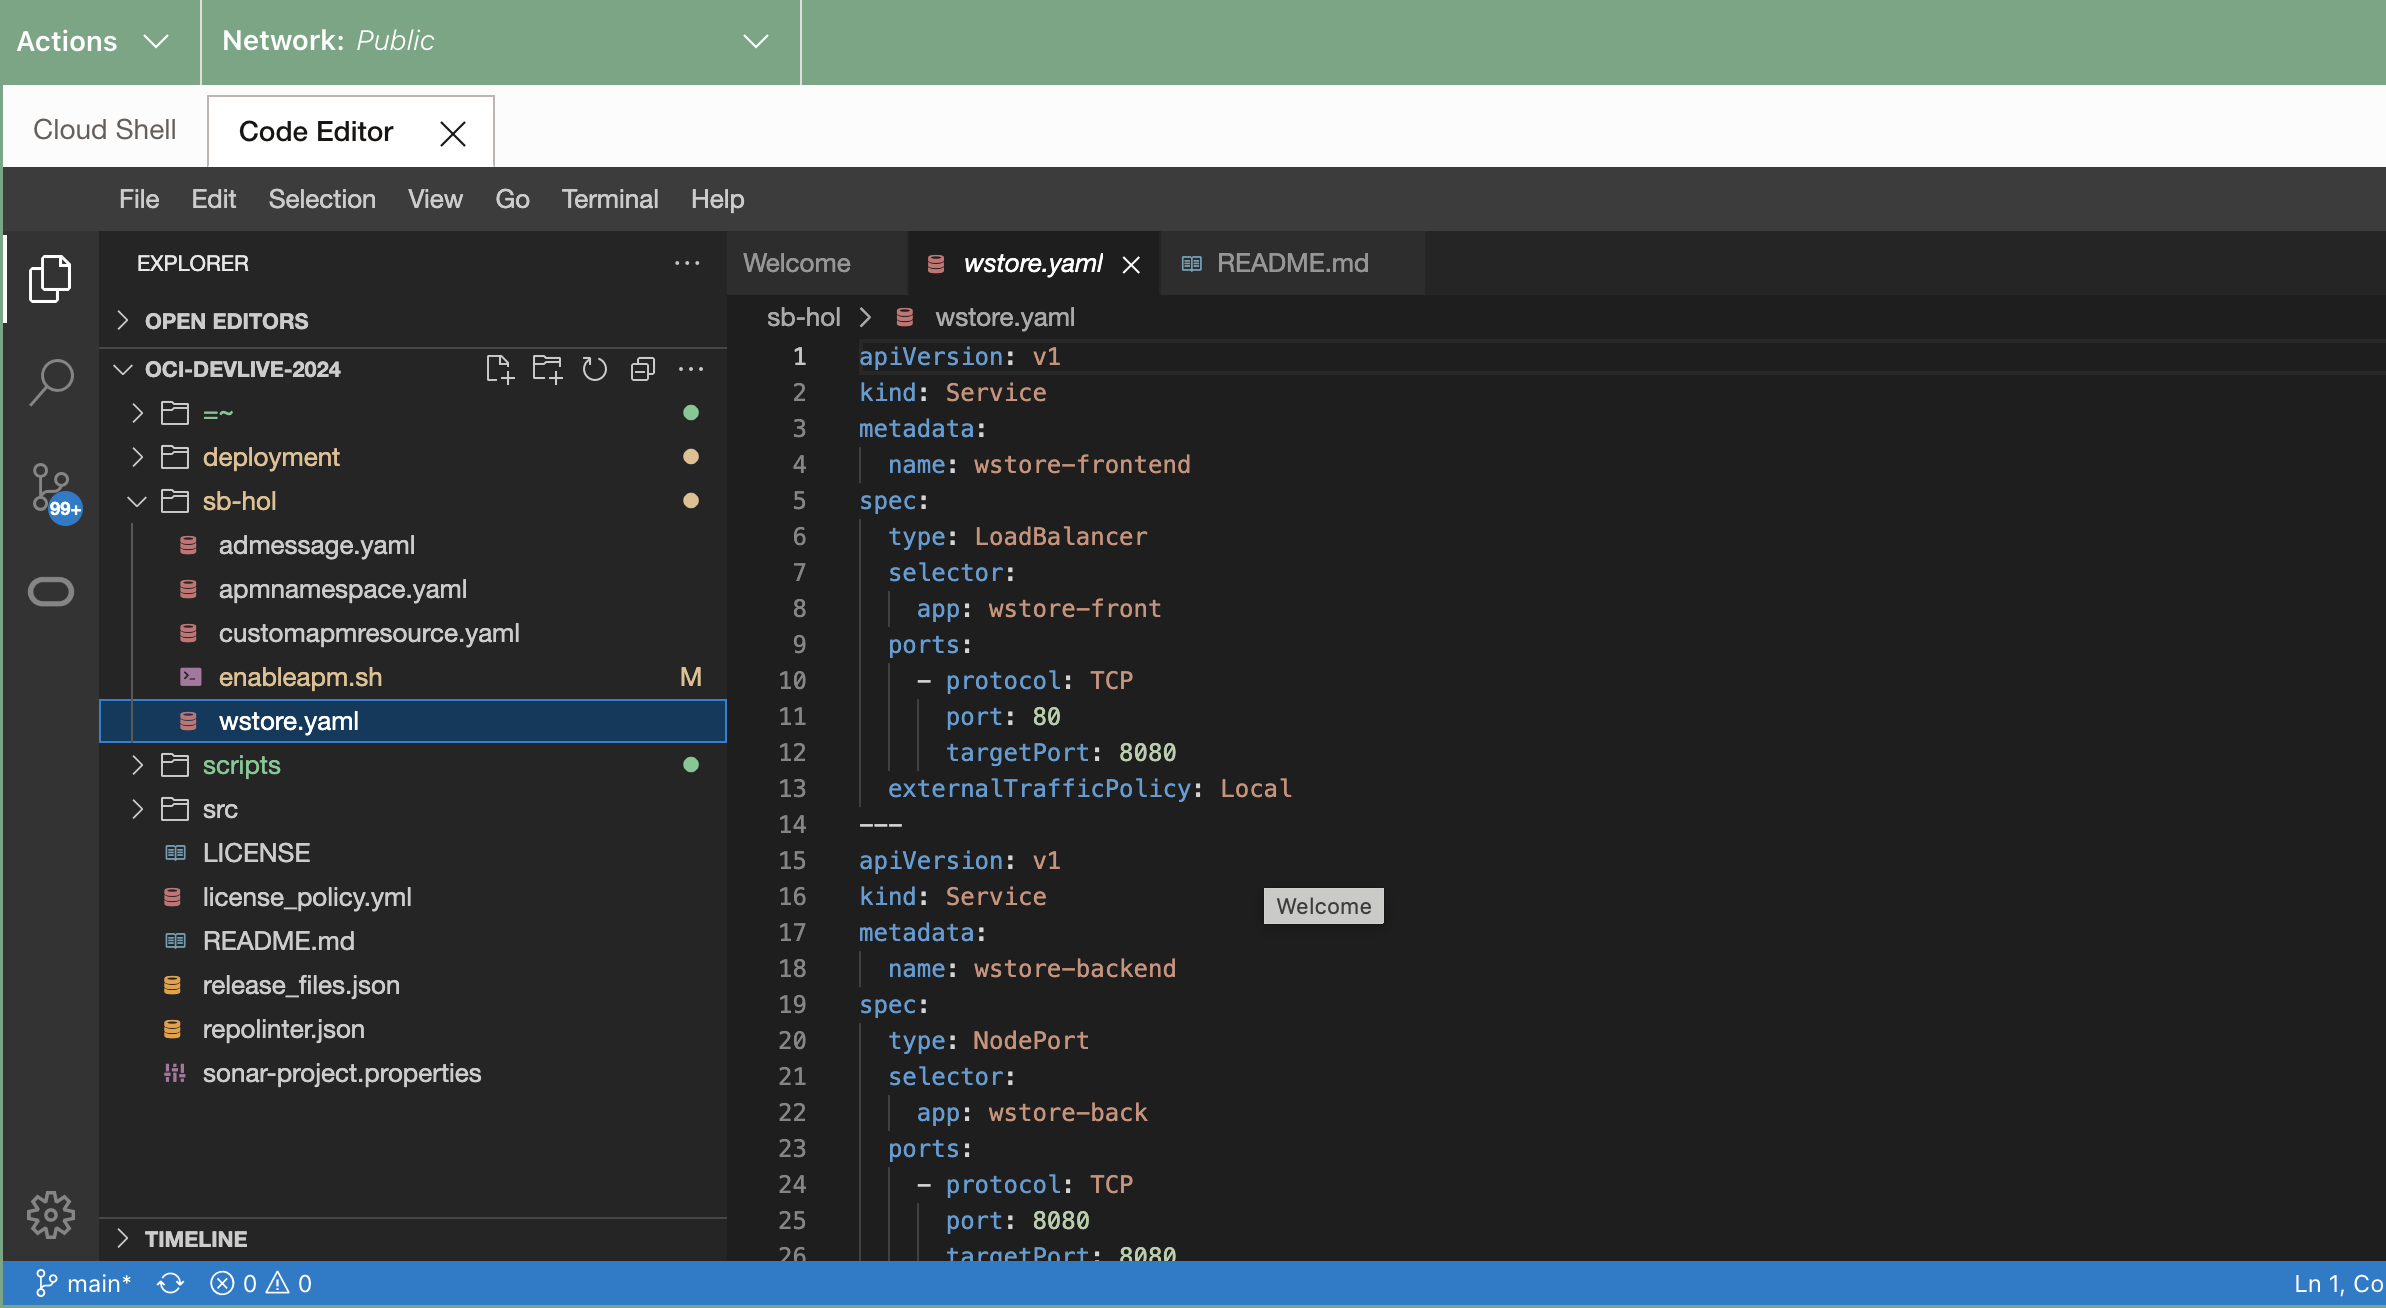 Actions
Network: Public
Cloud Shell
Code Editor
File Edit Selection View Go Terminal Help
EXPLORER
OPEN EDITORS
OCI-DEVLIVE-2024
=~
deployment
sb-hol
admessage.yaml
apmnamespace.yaml
customapmresource.yaml
enableapm.sh M
wstore.yaml
scripts
src
LICENSE
license_policy.yml
README.md
release_files.json
repolinter.json
sonar-project.properties
TIMELINE
99+
Welcome wstore.yaml README.md
sb-hol > wstore.yaml
1 apiVersion: v1
2 kind: Service
3 metadata:
4 name: wstore-frontend
5 spec:
6 type: LoadBalancer
7 selector:
8 app: wstore-front
9 ports:
10 - protocol: TCP
11 port: 80
12 targetPort: 8080
13 externalTrafficPolicy: Local
14 ---
15 apiVersion: v1
16 kind: Service
17 metadata:
18 name: wstore-backend
19 spec:
20 type: NodePort
21 selector:
22 app: wstore-back
23 ports:
24 - protocol: TCP
25 port: 8080
26 targetPort: 8080
Welcome
main* 0 0
Ln 1, Co